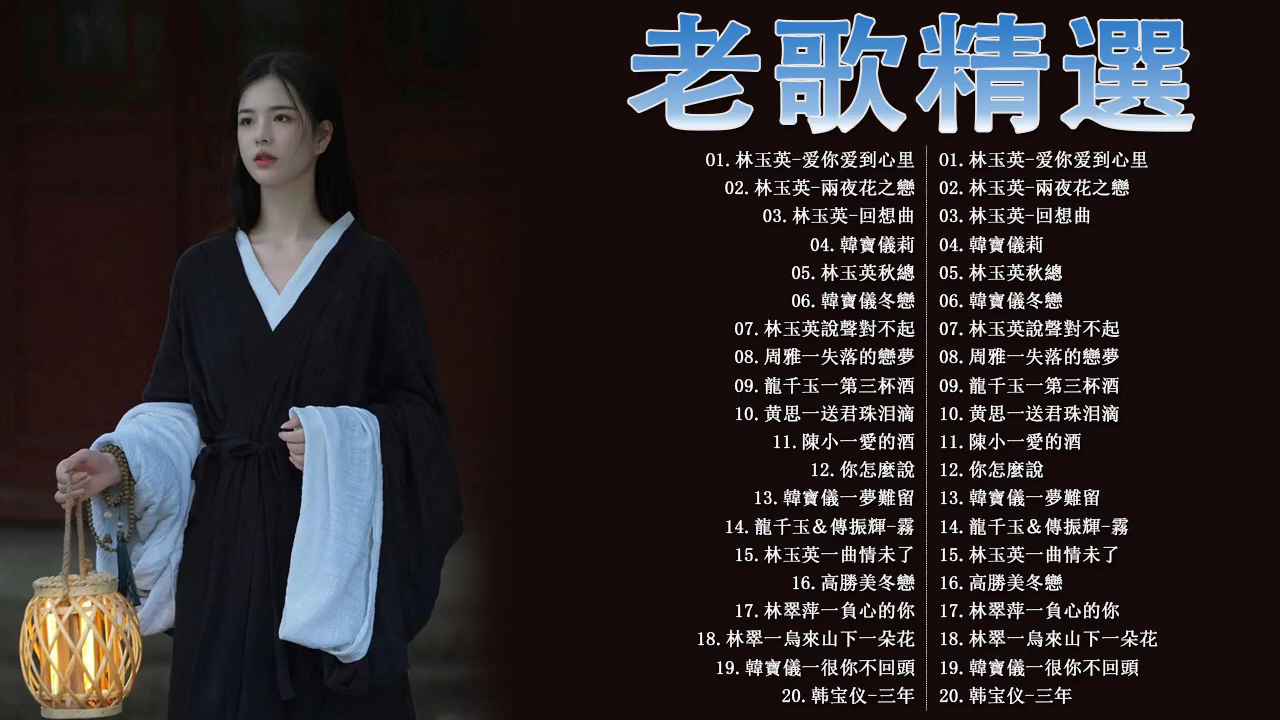 老歌精選
01. 林玉英-爱你爱到心里
02. 林玉英-兩夜花之戀
03. 林玉英-回想曲
04. 韓寶儀莉
05. 林玉英秋總
06. 韓寶儀冬戀
07. 林玉英說聲對不起
08. 周雅一失落的戀夢
09. 龍千玉一第三杯酒
10. 黄思一送君珠泪滴
11. 陳小一愛的酒
12. 你怎麼說
13. 韓寶儀一夢難留
14. 龍千玉&傳振輝-霧
15. 林玉英一曲情未了
16. 高勝美冬戀
17. 林翠萍一負心的你
18. 林翠一烏來山下一朵花
19. 韓寶儀一很你不回頭
20. 韩宝仪-三年
01. 林玉英-爱你爱到心里
02. 林玉英-兩夜花之戀
03. 林玉英-回想曲
04. 韓寶儀莉
05. 林玉英秋總
06. 韓寶儀冬戀
07. 林玉英說聲對不起
08. 周雅一失落的戀夢
09. 龍千玉一第三杯酒
10. 黄思一送君珠泪滴
11. 陳小一愛的酒
12. 你怎麼說
13. 韓寶儀一夢難留
14. 龍千玉&傳振輝-霧
15. 林玉英一曲情未了
16. 高勝美冬戀
17. 林翠萍一負心的你
18. 林翠一烏來山下一朵花
19. 韓寶儀一很你不回頭
20. 韩宝仪-三年